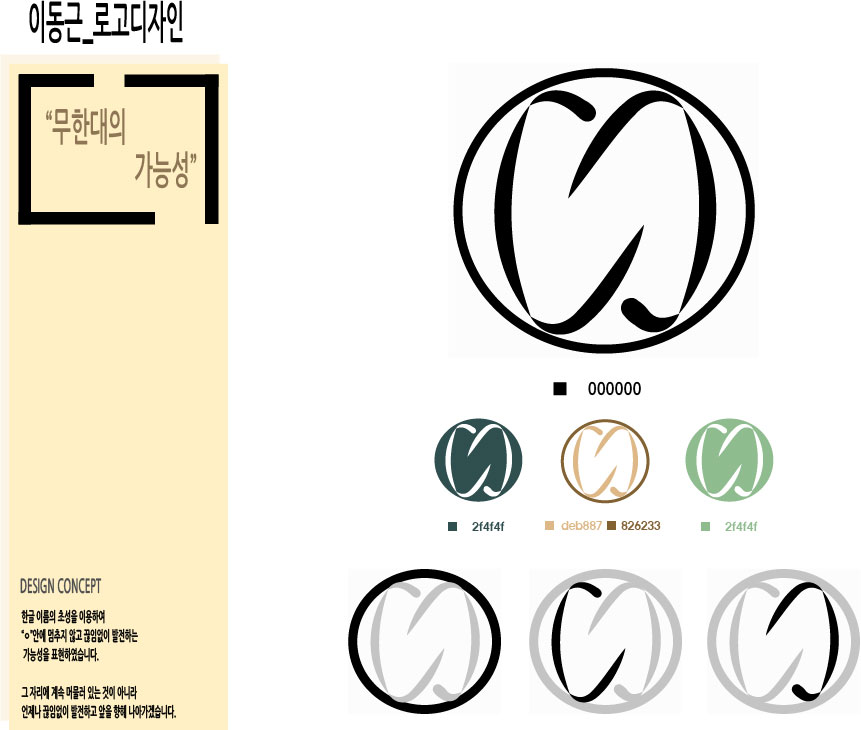 이동근_로고디자인
“무한대의
가능성”
000000
2f4f4f
deb887
826233
2f4f4f
DESIGN CONCEPT
한글 이름의 초성을 이용하여
“ㅇ”안에 멈추지 않고 끊임없이 발전하는
가능성을 표현하였습니다.
그 자리에 계속 머물러 있는 것이 아니라
언제나 끊임없이 발전하고 앞을 향해 나아가겠습니다.